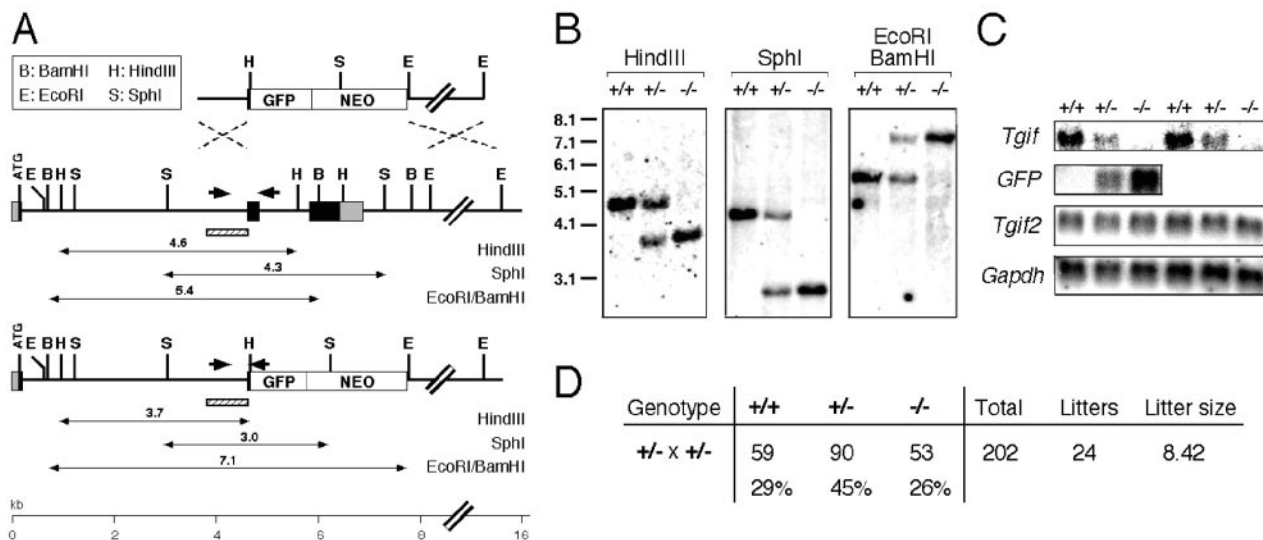 A
B: BamHI H: HindIII
E: EcoRI S: SphI
H S E E
GFP NEO
ATG E B H S S H B H S B E E
4.6
HindIII
4.3
SphI
5.4
EcoRI/BamHI
ATG E B H S S H S E E
GFP NEO
3.7
HindIII
3.0
SphI
7.1
EcoRI/BamHI
kb
0 2 4 6 8 16
B
HindIII SphI EcoRI
BamHI
+/+ +/- -/- +/+ +/- -/- +/+ +/- -/-
8.1
7.1
6.1
5.1
4.1
3.1
C
+/+ +/- -/- +/+ +/- -/-
Tgif
GFP
Tgif2
Gapdh
D
Genotype +/+ +/- -/- Total Litters Litter size
+/- x +/- 59 90 53 202 24 8.42
29% 45% 26%